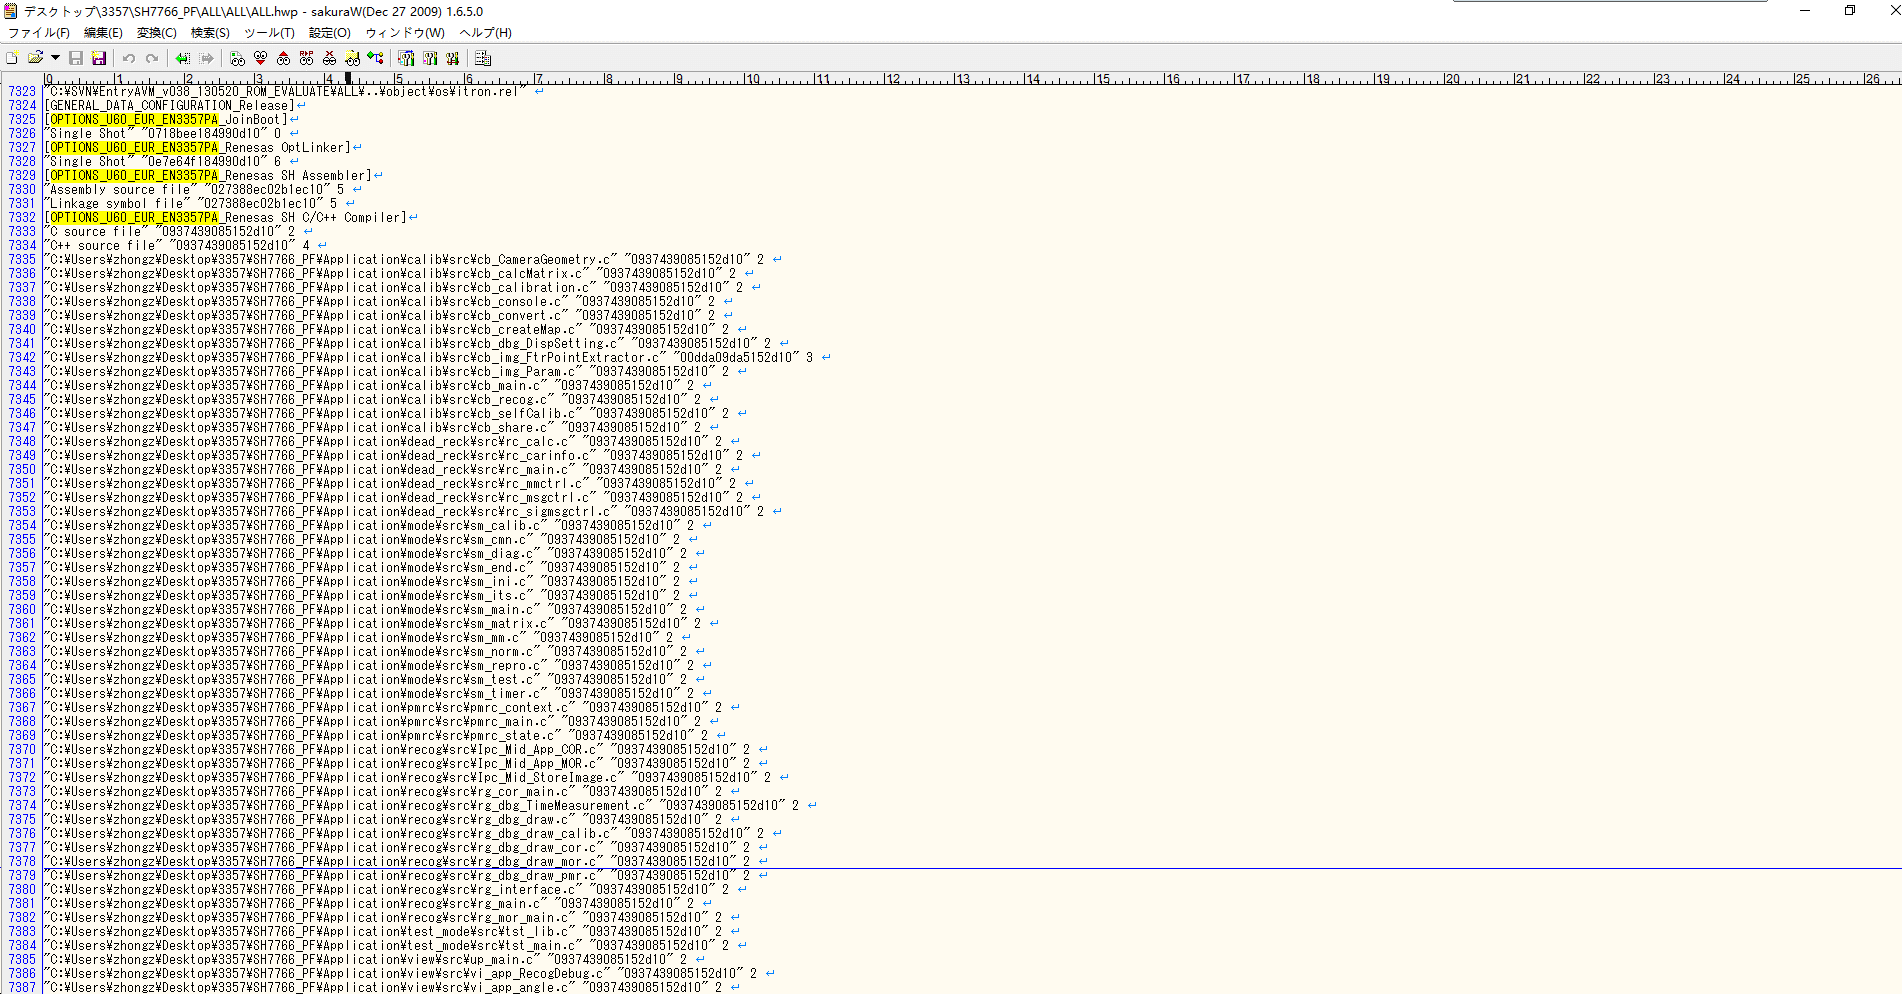 デスクトップ\3357\SH7766_PF\ALL\ALL\ALL.hwp - sakuraW(Dec 27 2009) 1.6.5.0
ファイル(F) 編集(E) 変換(C) 検索(S) ツール(T) 設定(O) ウィンドウ(W) ヘルプ(H)
0 1 2 3 4 5 6 7 8 9 10 11 12 13 14 15 16 17 18 19 20 21 22 23 24 25 26
7323 "C:¥SVN¥EntryAVM_v038_130520_ROM_EVALUATE¥ALL¥..¥object¥os¥itron.rel" ↵
7324 [GENERAL_DATA_CONFIGURATION_Release]↵
7325 [OPTIONS_U60_EUR_EN3357PA_JoinBoot]↵
7326 "Single Shot" "0718bee184990d10" 0 ↵
7327 [OPTIONS_U60_EUR_EN3357PA_Renesas OptLinker]↵
7328 "Single Shot" "0e7e64f184990d10" 6 ↵
7329 [OPTIONS_U60_EUR_EN3357PA_Renesas SH Assembler]↵
7330 "Assembly source file" "027388ec02b1ec10" 5 ↵
7331 "Linkage symbol file" "027388ec02b1ec10" 5 ↵
7332 [OPTIONS_U60_EUR_EN3357PA_Renesas SH C/C++ Compiler]↵
7333 "C source file" "0937439085152d10" 2 ↵
7334 "C++ source file" "0937439085152d10" 4 ↵
7335 "C:¥Users¥zhongz¥Desktop¥3357¥SH7766_PF¥Application¥calib¥src¥cb_CameraGeometry.c" "0937439085152d10" 2 ↵
7336 "C:¥Users¥zhongz¥Desktop¥3357¥SH7766_PF¥Application¥calib¥src¥cb_calcMatrix.c" "0937439085152d10" 2 ↵
7337 "C:¥Users¥zhongz¥Desktop¥3357¥SH7766_PF¥Application¥calib¥src¥cb_calibration.c" "0937439085152d10" 2 ↵
7338 "C:¥Users¥zhongz¥Desktop¥3357¥SH7766_PF¥Application¥calib¥src¥cb_console.c" "0937439085152d10" 2 ↵
7339 "C:¥Users¥zhongz¥Desktop¥3357¥SH7766_PF¥Application¥calib¥src¥cb_convert.c" "0937439085152d10" 2 ↵
7340 "C:¥Users¥zhongz¥Desktop¥3357¥SH7766_PF¥Application¥calib¥src¥cb_createMap.c" "0937439085152d10" 2 ↵
7341 "C:¥Users¥zhongz¥Desktop¥3357¥SH7766_PF¥Application¥calib¥src¥cb_dbg_DispSetting.c" "0937439085152d10" 2 ↵
7342 "C:¥Users¥zhongz¥Desktop¥3357¥SH7766_PF¥Application¥calib¥src¥cb_img_FtrPointExtractor.c" "00dda09da5152d10" 3 ↵
7343 "C:¥Users¥zhongz¥Desktop¥3357¥SH7766_PF¥Application¥calib¥src¥cb_img_Param.c" "0937439085152d10" 2 ↵
7344 "C:¥Users¥zhongz¥Desktop¥3357¥SH7766_PF¥Application¥calib¥src¥cb_main.c" "0937439085152d10" 2 ↵
7345 "C:¥Users¥zhongz¥Desktop¥3357¥SH7766_PF¥Application¥calib¥src¥cb_recog.c" "0937439085152d10" 2 ↵
7346 "C:¥Users¥zhongz¥Desktop¥3357¥SH7766_PF¥Application¥calib¥src¥cb_selfCalib.c" "0937439085152d10" 2 ↵
7347 "C:¥Users¥zhongz¥Desktop¥3357¥SH7766_PF¥Application¥calib¥src¥cb_share.c" "0937439085152d10" 2 ↵
7348 "C:¥Users¥zhongz¥Desktop¥3357¥SH7766_PF¥Application¥dead_reck¥src¥rc_calc.c" "0937439085152d10" 2 ↵
7349 "C:¥Users¥zhongz¥Desktop¥3357¥SH7766_PF¥Application¥dead_reck¥src¥rc_carinfo.c" "0937439085152d10" 2 ↵
7350 "C:¥Users¥zhongz¥Desktop¥3357¥SH7766_PF¥Application¥dead_reck¥src¥rc_main.c" "0937439085152d10" 2 ↵
7351 "C:¥Users¥zhongz¥Desktop¥3357¥SH7766_PF¥Application¥dead_reck¥src¥rc_mmctrl.c" "0937439085152d10" 2 ↵
7352 "C:¥Users¥zhongz¥Desktop¥3357¥SH7766_PF¥Application¥dead_reck¥src¥rc_msgctrl.c" "0937439085152d10" 2 ↵
7353 "C:¥Users¥zhongz¥Desktop¥3357¥SH7766_PF¥Application¥dead_reck¥src¥rc_sigmsgctrl.c" "0937439085152d10" 2 ↵
7354 "C:¥Users¥zhongz¥Desktop¥3357¥SH7766_PF¥Application¥mode¥src¥sm_calib.c" "0937439085152d10" 2 ↵
7355 "C:¥Users¥zhongz¥Desktop¥3357¥SH7766_PF¥Application¥mode¥src¥sm_cmn.c" "0937439085152d10" 2 ↵
7356 "C:¥Users¥zhongz¥Desktop¥3357¥SH7766_PF¥Application¥mode¥src¥sm_diag.c" "0937439085152d10" 2 ↵
7357 "C:¥Users¥zhongz¥Desktop¥3357¥SH7766_PF¥Application¥mode¥src¥sm_end.c" "0937439085152d10" 2 ↵
7358 "C:¥Users¥zhongz¥Desktop¥3357¥SH7766_PF¥Application¥mode¥src¥sm_ini.c" "0937439085152d10" 2 ↵
7359 "C:¥Users¥zhongz¥Desktop¥3357¥SH7766_PF¥Application¥mode¥src¥sm_its.c" "0937439085152d10" 2 ↵
7360 "C:¥Users¥zhongz¥Desktop¥3357¥SH7766_PF¥Application¥mode¥src¥sm_main.c" "0937439085152d10" 2 ↵
7361 "C:¥Users¥zhongz¥Desktop¥3357¥SH7766_PF¥Application¥mode¥src¥sm_matrix.c" "0937439085152d10" 2 ↵
7362 "C:¥Users¥zhongz¥Desktop¥3357¥SH7766_PF¥Application¥mode¥src¥sm_mm.c" "0937439085152d10" 2 ↵
7363 "C:¥Users¥zhongz¥Desktop¥3357¥SH7766_PF¥Application¥mode¥src¥sm_norm.c" "0937439085152d10" 2 ↵
7364 "C:¥Users¥zhongz¥Desktop¥3357¥SH7766_PF¥Application¥mode¥src¥sm_repro.c" "0937439085152d10" 2 ↵
7365 "C:¥Users¥zhongz¥Desktop¥3357¥SH7766_PF¥Application¥mode¥src¥sm_test.c" "0937439085152d10" 2 ↵
7366 "C:¥Users¥zhongz¥Desktop¥3357¥SH7766_PF¥Application¥mode¥src¥sm_timer.c" "0937439085152d10" 2 ↵
7367 "C:¥Users¥zhongz¥Desktop¥3357¥SH7766_PF¥Application¥pmrc¥src¥pmrc_context.c" "0937439085152d10" 2 ↵
7368 "C:¥Users¥zhongz¥Desktop¥3357¥SH7766_PF¥Application¥pmrc¥src¥pmrc_main.c" "0937439085152d10" 2 ↵
7369 "C:¥Users¥zhongz¥Desktop¥3357¥SH7766_PF¥Application¥pmrc¥src¥pmrc_state.c" "0937439085152d10" 2 ↵
7370 "C:¥Users¥zhongz¥Desktop¥3357¥SH7766_PF¥Application¥recog¥src¥Ipc_Mid_App_COR.c" "0937439085152d10" 2 ↵
7371 "C:¥Users¥zhongz¥Desktop¥3357¥SH7766_PF¥Application¥recog¥src¥Ipc_Mid_App_MOR.c" "0937439085152d10" 2 ↵
7372 "C:¥Users¥zhongz¥Desktop¥3357¥SH7766_PF¥Application¥recog¥src¥Ipc_Mid_StoreImage.c" "0937439085152d10" 2 ↵
7373 "C:¥Users¥zhongz¥Desktop¥3357¥SH7766_PF¥Application¥recog¥src¥rg_cor_main.c" "0937439085152d10" 2 ↵
7374 "C:¥Users¥zhongz¥Desktop¥3357¥SH7766_PF¥Application¥recog¥src¥rg_dbg_TimeMeasurement.c" "0937439085152d10" 2 ↵
7375 "C:¥Users¥zhongz¥Desktop¥3357¥SH7766_PF¥Application¥recog¥src¥rg_dbg_draw.c" "0937439085152d10" 2 ↵
7376 "C:¥Users¥zhongz¥Desktop¥3357¥SH7766_PF¥Application¥recog¥src¥rg_dbg_draw_calib.c" "0937439085152d10" 2 ↵
7377 "C:¥Users¥zhongz¥Desktop¥3357¥SH7766_PF¥Application¥recog¥src¥rg_dbg_draw_cor.c" "0937439085152d10" 2 ↵
7378 "C:¥Users¥zhongz¥Desktop¥3357¥SH7766_PF¥Application¥recog¥src¥rg_dbg_draw_mor.c" "0937439085152d10" 2 ↵
7379 "C:¥Users¥zhongz¥Desktop¥3357¥SH7766_PF¥Application¥recog¥src¥rg_dbg_draw_pmr.c" "0937439085152d10" 2 ↵
7380 "C:¥Users¥zhongz¥Desktop¥3357¥SH7766_PF¥Application¥recog¥src¥rg_interface.c" "0937439085152d10" 2 ↵
7381 "C:¥Users¥zhongz¥Desktop¥3357¥SH7766_PF¥Application¥recog¥src¥rg_main.c" "0937439085152d10" 2 ↵
7382 "C:¥Users¥zhongz¥Desktop¥3357¥SH7766_PF¥Application¥recog¥src¥rg_mor_main.c" "0937439085152d10" 2 ↵
7383 "C:¥Users¥zhongz¥Desktop¥3357¥SH7766_PF¥Application¥test_mode¥src¥tst_lib.c" "0937439085152d10" 2 ↵
7384 "C:¥Users¥zhongz¥Desktop¥3357¥SH7766_PF¥Application¥test_mode¥src¥tst_main.c" "0937439085152d10" 2 ↵
7385 "C:¥Users¥zhongz¥Desktop¥3357¥SH7766_PF¥Application¥view¥src¥up_main.c" "0937439085152d10" 2 ↵
7386 "C:¥Users¥zhongz¥Desktop¥3357¥SH7766_PF¥Application¥view¥src¥vi_app_RecogDebug.c" "0937439085152d10" 2 ↵
7387 "C:¥Users¥zhongz¥Desktop¥3357¥SH7766_PF¥Application¥view¥src¥vi_app_angle.c" "0937439085152d10" 2 ↵